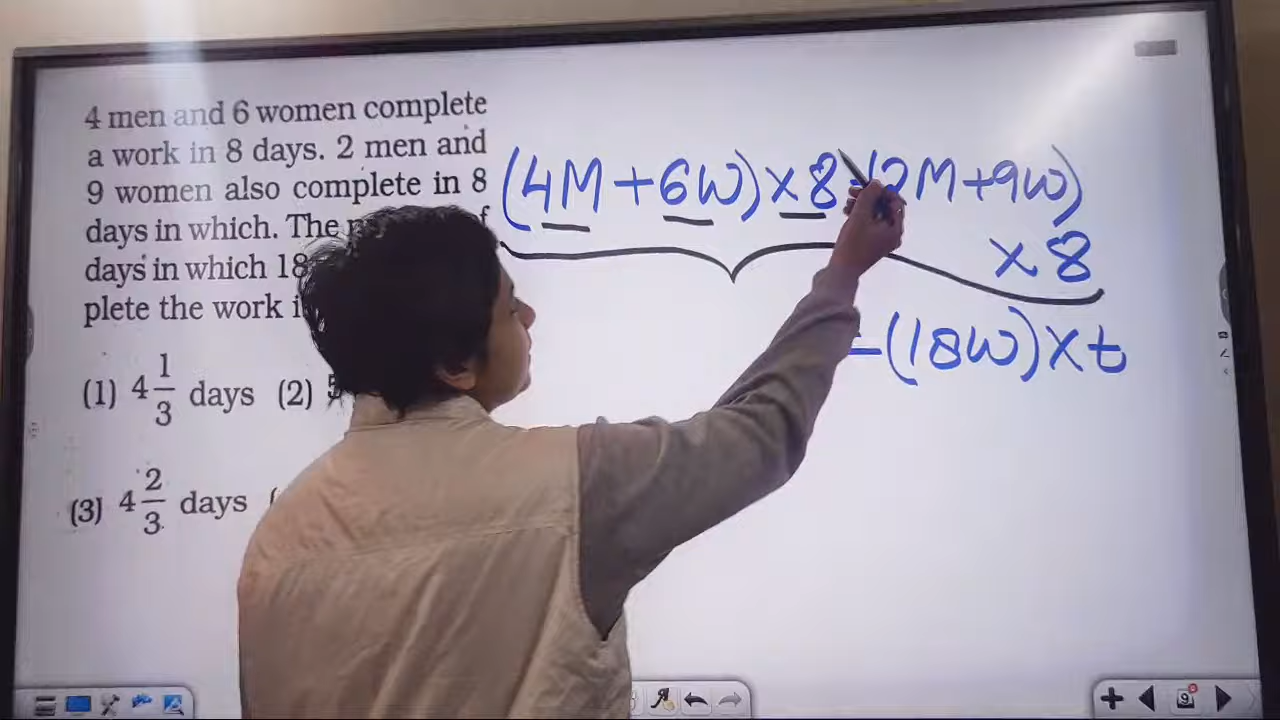 4 men and 6 women complete
a work in 8 days. 2 men and
9 women also complete in 8
days in which. The
days in which 18
plete the work
(1) 4 1/3 days (2)
(3) 4 2/3 days
(4M+6W)×8=(2M+9W)
×8
=(18W)×t
9